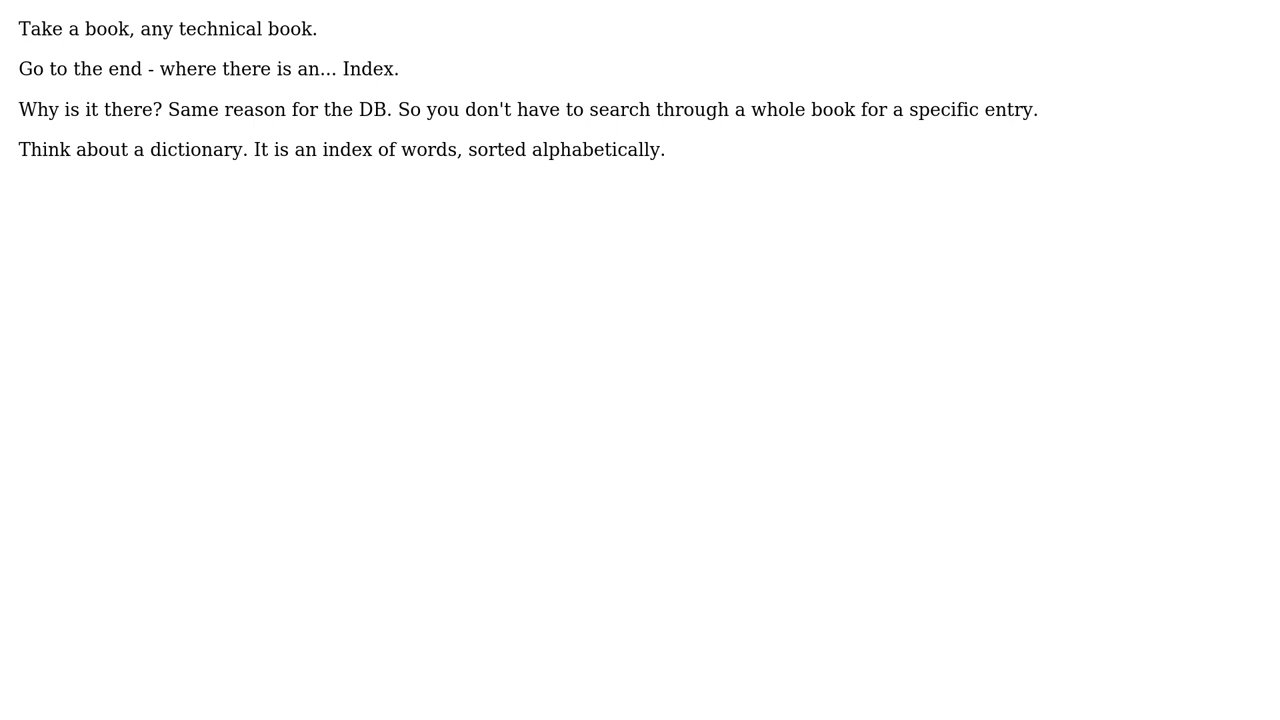 Take a book, any technical book.
Go to the end - where there is an... Index.
Why is it there? Same reason for the DB. So you don't have to search through a whole book for a specific entry.
Think about a dictionary. It is an index of words, sorted alphabetically.